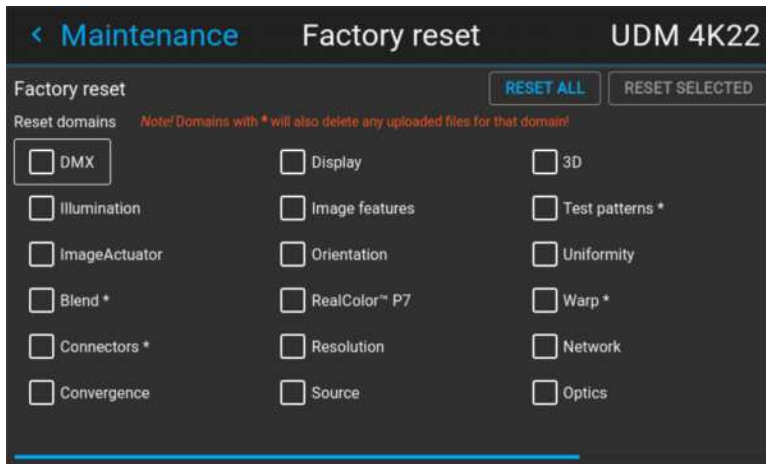 < Maintenance Factory reset UDM 4K22
Factory reset RESET ALL RESET SELECTED
Reset domains Note! Domains with * will also delete any uploaded files for that domain!
DMX Display 3D
Illumination Image features Test patterns *
ImageActuator Orientation Uniformity
Blend * RealColor™ P7 Warp *
Connectors * Resolution Network
Convergence Source Optics